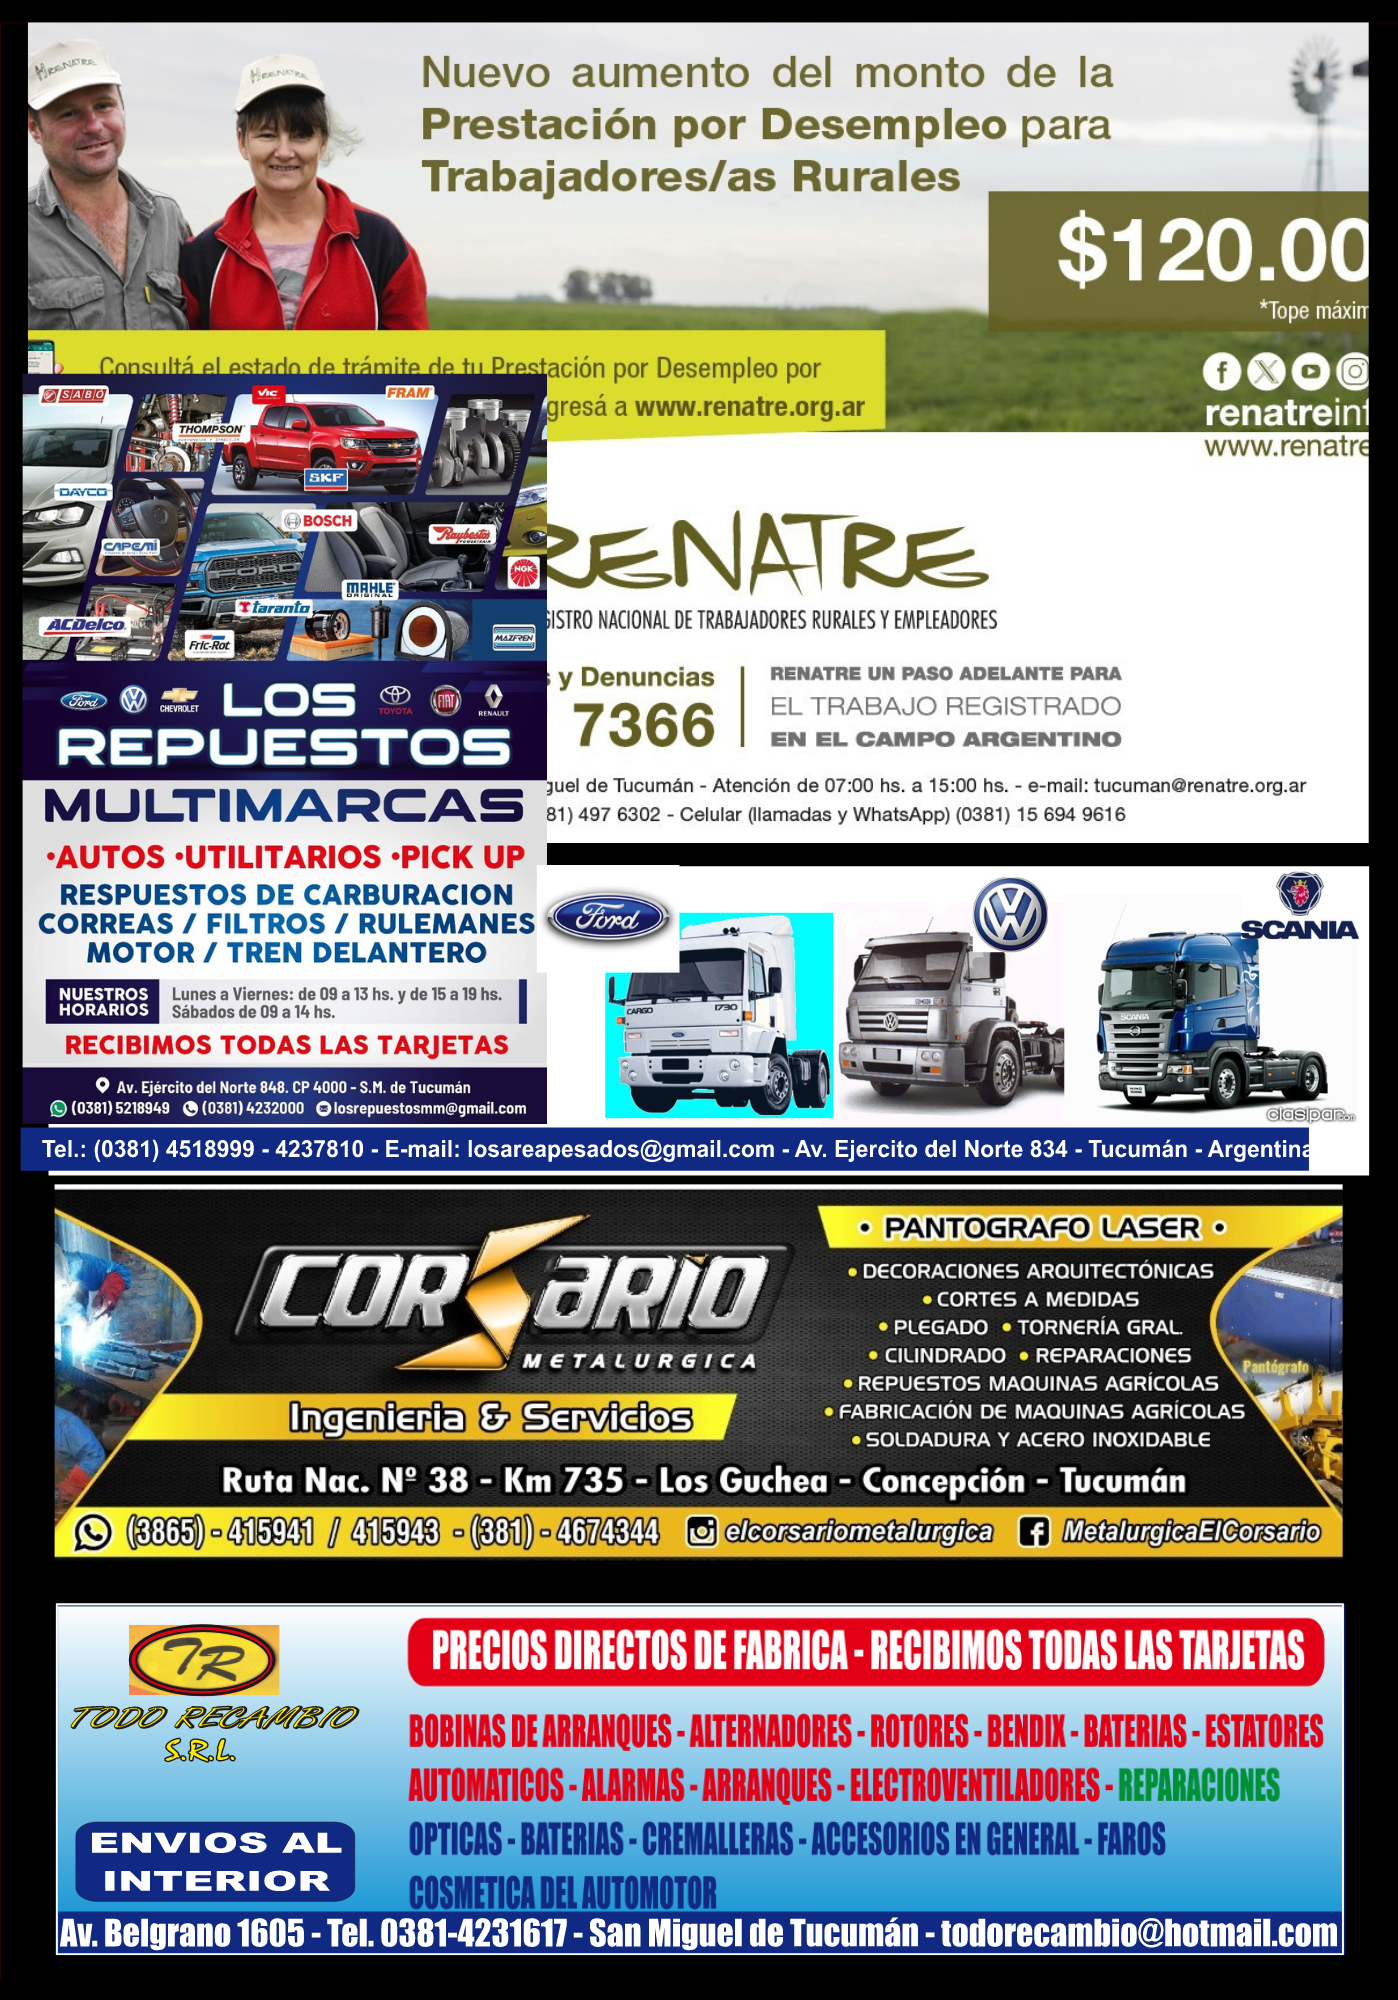 RENATRE
RENATRE
Nuevo aumento del monto de la
Prestación por Desempleo para
Trabajadores/as Rurales
$120.00
*Tope máxim
Consultá el estado de trámite de tu Prestación por Desempleo por
gresá a www.renatre.org.ar
renatreinf
www.renatre
RENATRE
ISTRO NACIONAL DE TRABAJADORES RURALES Y EMPLEADORES
s y Denuncias
7366
RENATRE UN PASO ADELANTE PARA
EL TRABAJO REGISTRADO
EN EL CAMPO ARGENTINO
guel de Tucumán - Atención de 07:00 hs. a 15:00 hs. - e-mail: tucuman@renatre.org.ar
81) 497 6302 - Celular (llamadas y WhatsApp) (0381) 15 694 9616
SABÓ
Vic
FRAM
THOMPSON
SKF
DAYCO
BOSCH
CAPEMI
Raybestos
NGK
MAHLE
ORIGINAL
Taranto
ACDelco
Fric-Rot
MAZFREN
FORD
Ford
CHEVROLET
LOS
TOYOTA
FIAT
RENAULT
REPUESTOS
MULTIMARCAS
•AUTOS •UTILITARIOS •PICK UP
RESPUESTOS DE CARBURACION
CORREAS / FILTROS / RULEMANES
MOTOR / TREN DELANTERO
NUESTROS
HORARIOS
Lunes a Viernes: de 09 a 13 hs. y de 15 a 19 hs.
Sábados de 09 a 14 hs.
RECIBIMOS TODAS LAS TARJETAS
Av. Ejército del Norte 848. CP 4000 - S.M. de Tucumán
(0381) 5218949 (0381) 4232000 losrepuestosmm@gmail.com
Ford
CARGO
1730
SCANIA
SCANIA
clasipar.com
Tel.: (0381) 4518999 - 4237810 - E-mail: losareapesados@gmail.com - Av. Ejercito del Norte 834 - Tucumán - Argentina
CORSARIO
METALURGICA
Ingenieria & Servicios
• PANTOGRAFO LASER •
• DECORACIONES ARQUITECTÓNICAS
• CORTES A MEDIDAS
• PLEGADO • TORNERÍA GRAL.
• CILINDRADO • REPARACIONES
• REPUESTOS MAQUINAS AGRÍCOLAS
• FABRICACIÓN DE MAQUINAS AGRÍCOLAS
• SOLDADURA Y ACERO INOXIDABLE
Pantógrafo
Ruta Nac. Nº 38 - Km 735 - Los Guchea - Concepción - Tucumán
(3865) - 415941 / 415943 - (381) - 4674344 elcorsariometalurgica MetalurgicaElCorsario
TR
TODO RECAMBIO
S.R.L.
ENVIOS AL
INTERIOR
PRECIOS DIRECTOS DE FABRICA - RECIBIMOS TODAS LAS TARJETAS
BOBINAS DE ARRANQUES - ALTERNADORES - ROTORES - BENDIX - BATERIAS - ESTATORES
AUTOMATICOS - ALARMAS - ARRANQUES - ELECTROVENTILADORES - REPARACIONES
OPTICAS - BATERIAS - CREMALLERAS - ACCESORIOS EN GENERAL - FAROS
COSMETICA DEL AUTOMOTOR
Av. Belgrano 1605 - Tel. 0381-4231617 - San Miguel de Tucumán - todorecambio@hotmail.com